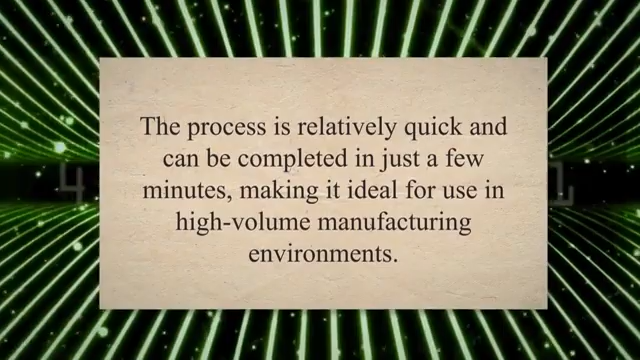 The process is relatively quick and
can be completed in just a few
minutes, making it ideal for use in
high-volume manufacturing
environments.